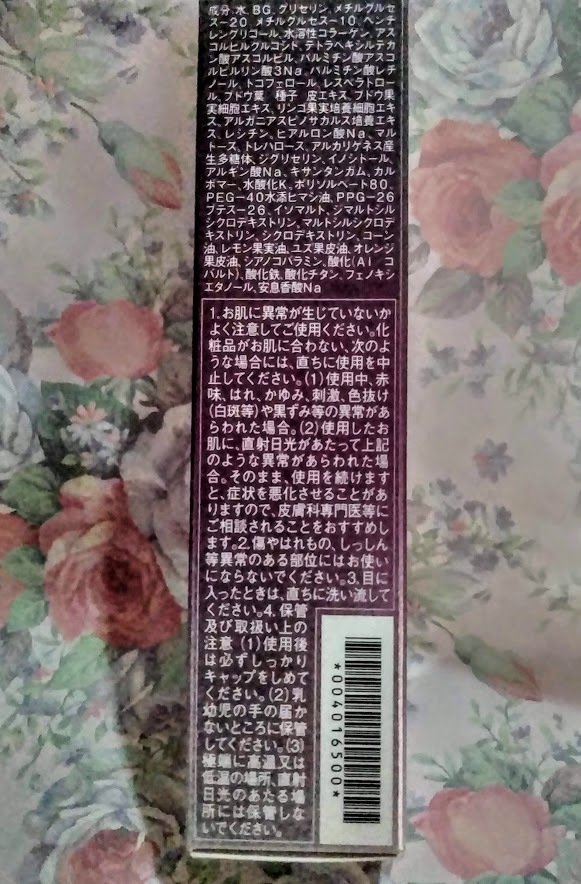 成分 水、BG、グリセリン、メチルグルセ
ス-20、メチルグルセス-10、ペンチ
レングリコール、水溶性コラーゲン、アス
コルビルグルコシド、テトラヘキシルデカ
ン酸アスコルビル、パルミチン酸アスコ
ルビルリン酸3Na、パルミチン酸レチ
ノール、トコフェロール、レスベラトロ
ール、ブドウ葉/種子/皮エキス、ブドウ果
実細胞エキス、リンゴ果実培養細胞エキ
ス、アルガニアスピノサカルス培養エキ
ス、レシチン、ヒアルロン酸Na、マル
トース、トレハロース、アルカリゲネス産
生多糖体、ジグリセリン、イノシトール、
アルギン酸Na、キサンタンガム、カル
ボマー、水酸化K、ポリソルベート80、
PEG-40水添ヒマシ油、PPG-26
ブテス-26、イソマルト、ジマルトシル
シクロデキストリン、マルトシルシクロデ
キストリン、シクロデキストリン、コーン
油、レモン果実油、ユズ果皮油、オレンジ
果皮油、シアノコバラミン、酸化(Al/コ
バルト)、酸化鉄、酸化チタン、フェノキシ
エタノール、安息香酸Na
1.お肌に異常が生じていないか
よく注意してご使用ください。化
粧品がお肌に合わない、次のよ
うな場合には、直ちに使用を中
止してください。(1)使用中、赤
味、はれ、かゆみ、刺激、色抜け
(白斑等)や黒ずみ等の異常があ
らわれた場合。(2)使用したお
肌に、直射日光があたって上記
のような異常があらわれた場
合。そのまま、使用を続けます
と、症状を悪化させることがあ
りますので、皮膚科専門医等に
ご相談されることをおすすめし
ます。2.傷やはれもの、しっしん
等異常のある部位にはお使い
にならないでください。3.目に
入ったときは、直ちに洗い流して
ください。4.保管
及び取扱い上の
注意 (1)使用後
は必ずしっかり
キャップをしめて
ください。(2)乳
幼児の手の届か
ないところに保管
してください。(3)
極端に高温又は
低温の場所、直射
日光のあたる場
所には保管しな
いでください。
*004016500*